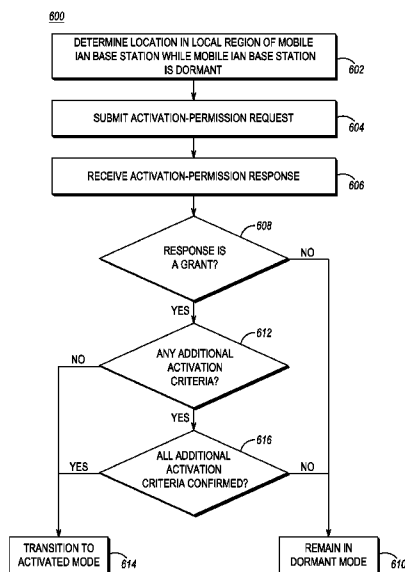 600
DETERMINE LOCATION IN LOCAL REGION OF MOBILE
IAN BASE STATION WHILE MOBILE IAN BASE STATION
IS DORMANT
602
SUBMIT ACTIVATION-PERMISSION REQUEST
604
RECEIVE ACTIVATION-PERMISSION RESPONSE
606
608
RESPONSE IS
A GRANT?
NO
YES
612
NO
ANY ADDITIONAL
ACTIVATION
CRITERIA?
YES
616
YES
ALL ADDITIONAL
ACTIVATION
CRITERIA CONFIRMED?
NO
TRANSITION TO
ACTIVATED MODE
614
REMAIN IN
DORMANT MODE
610